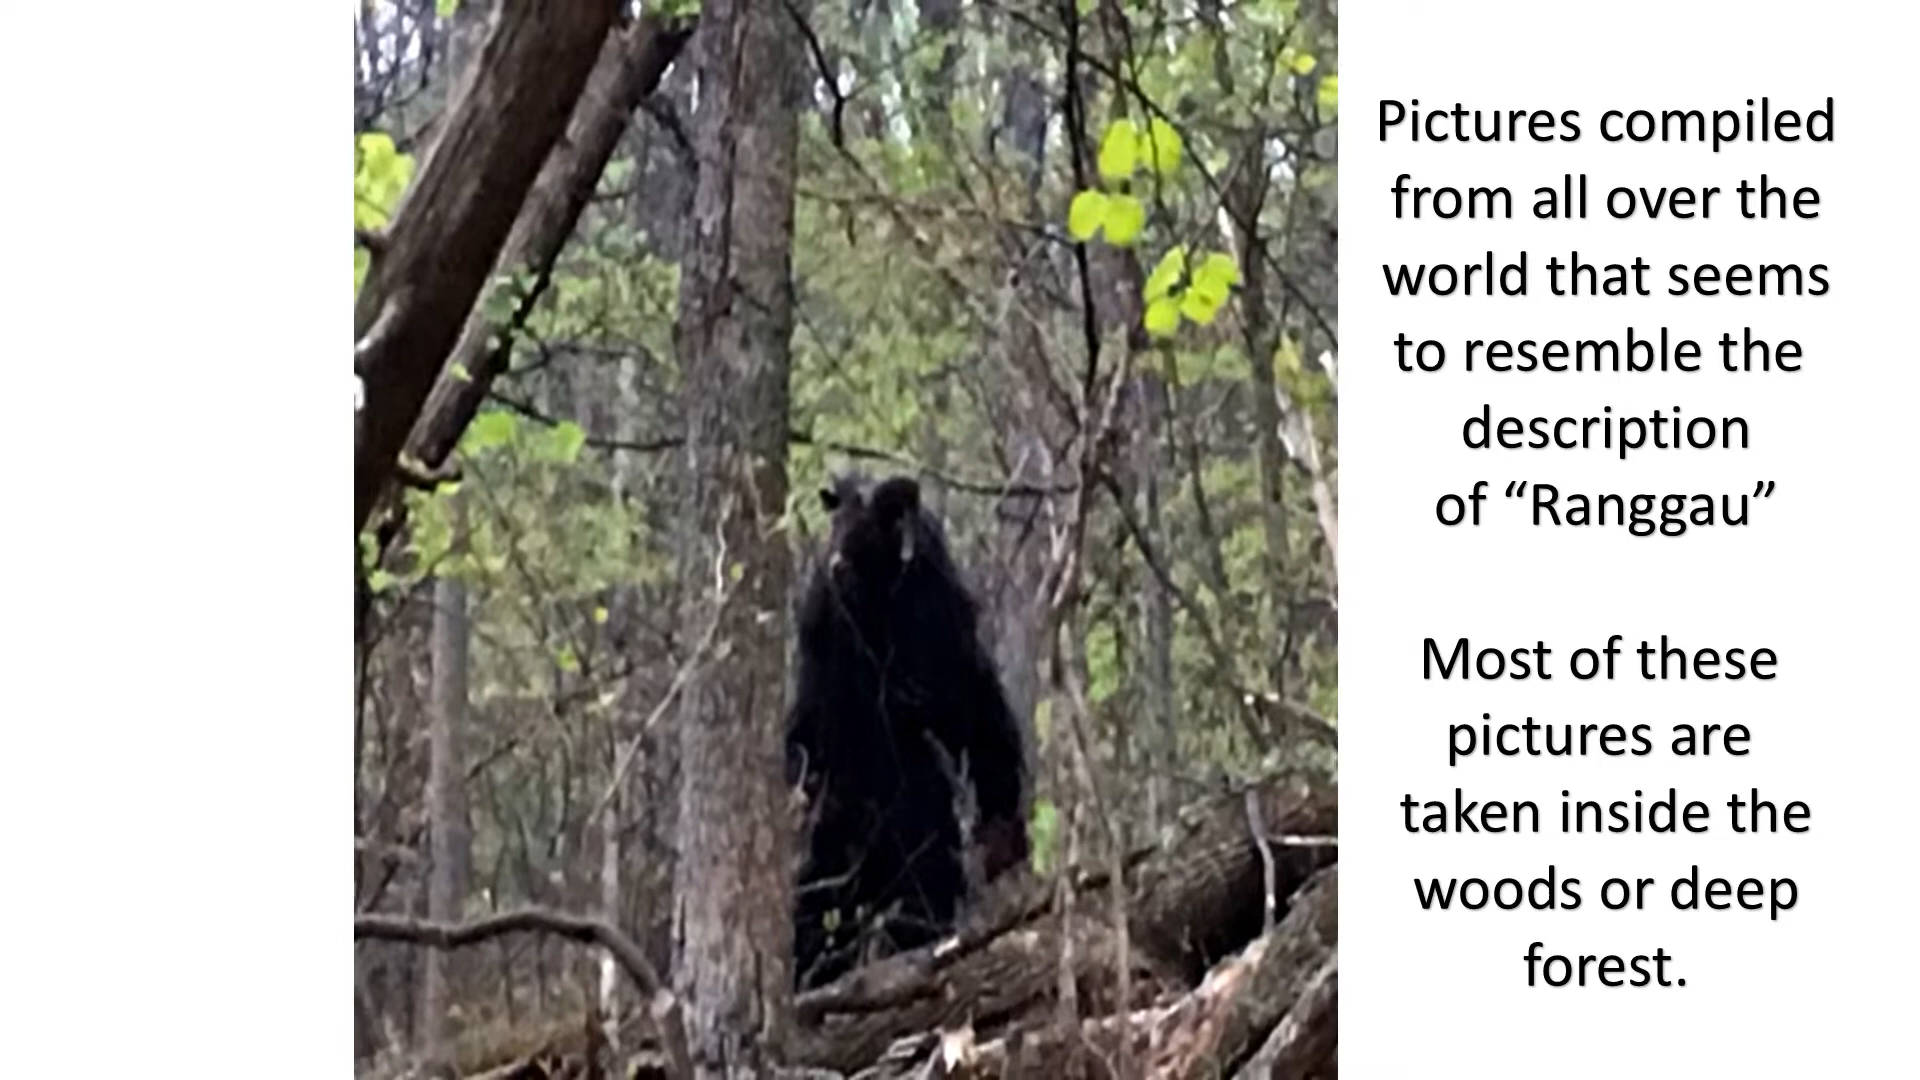 Pictures compiled
from all over the
world that seems
to resemble the
description
of “Ranggau”
Most of these
pictures are
taken inside the
woods or deep
forest.